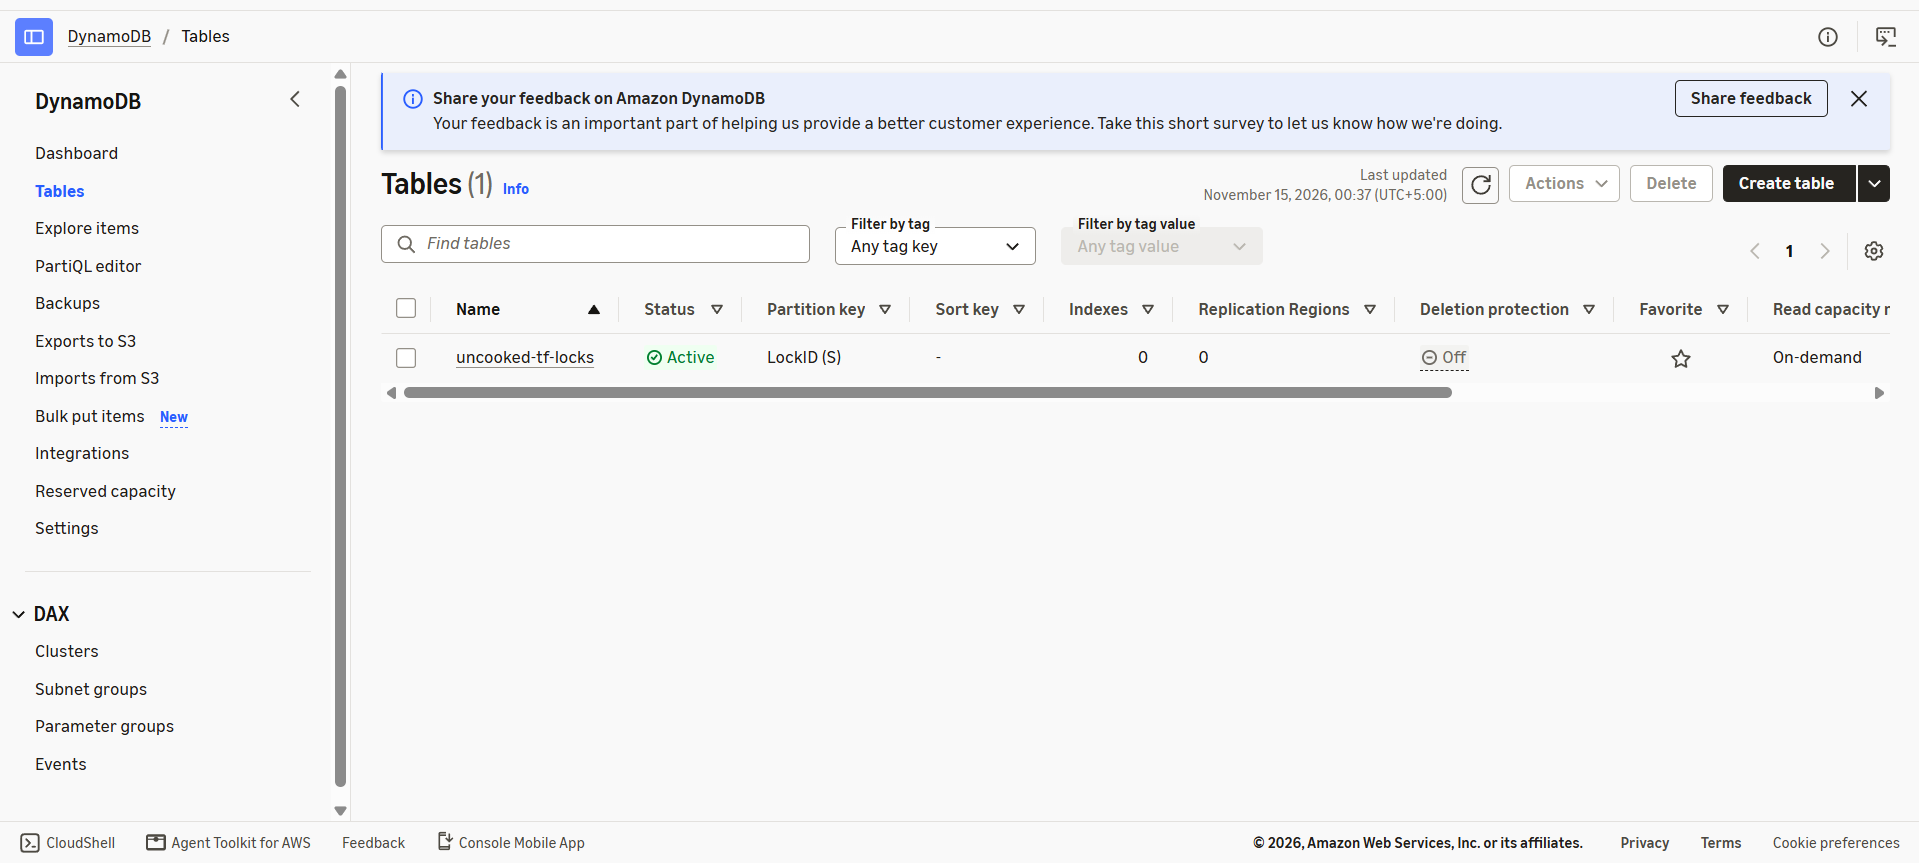 DynamoDB / Tables
DynamoDB
Dashboard
Tables
Explore items
PartiQL editor
Backups
Exports to S3
Imports from S3
Bulk put items New
Integrations
Reserved capacity
Settings
DAX
Clusters
Subnet groups
Parameter groups
Events
Share your feedback on Amazon DynamoDB
Your feedback is an important part of helping us provide a better customer experience. Take this short survey to let us know how we're doing.
Share feedback
Tables (1) Info
Last updated
November 15, 2026, 00:37 (UTC+5:00)
Actions
Delete
Create table
Find tables
Filter by tag
Any tag key
Filter by tag value
Any tag value
1
Name Status Partition key Sort key Indexes Replication Regions Deletion protection Favorite Read capacity
uncooked-tf-locks Active LockID (S) - 0 0 Off On-demand
CloudShell Agent Toolkit for AWS Feedback Console Mobile App © 2026, Amazon Web Services, Inc. or its affiliates. Privacy Terms Cookie preferences